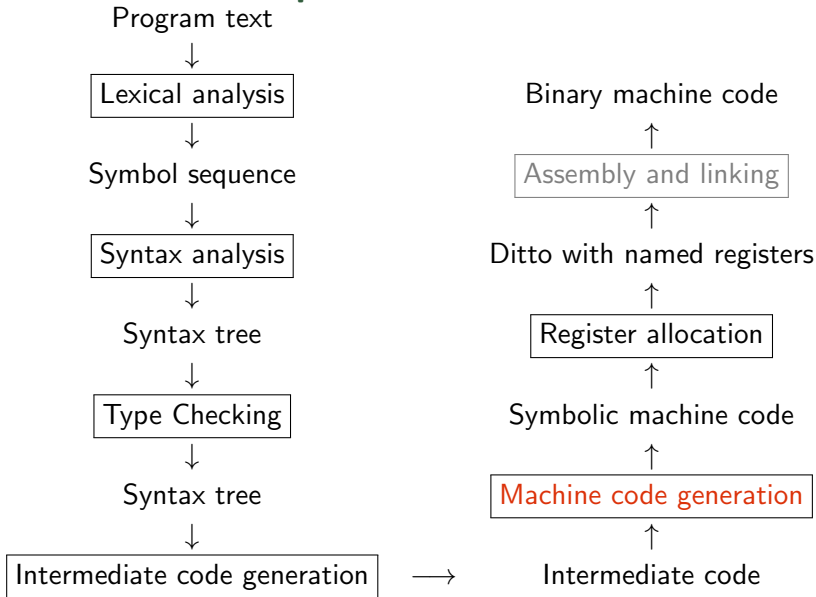 Program text
↓
Lexical analysis
↓
Symbol sequence
↓
Syntax analysis
↓
Syntax tree
↓
Type Checking
↓
Syntax tree
↓
Intermediate code generation
⟶
Binary machine code
↑
Assembly and linking
↑
Ditto with named registers
↑
Register allocation
↑
Symbolic machine code
↑
Machine code generation
↑
Intermediate code